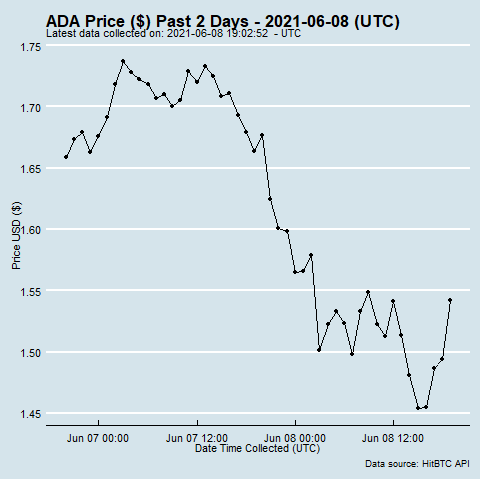 ADA Price ($) Past 2 Days - 2021-06-08 (UTC)
Latest data collected on: 2021-06-08 19:02:52 - UTC
1.75
1.70
1.65
1.60
1.55
1.50
1.45
Price USD ($)
Jun 07 00:00 Jun 07 12:00 Jun 08 00:00 Jun 08 12:00
Date Time Collected (UTC)
Data source: HitBTC API